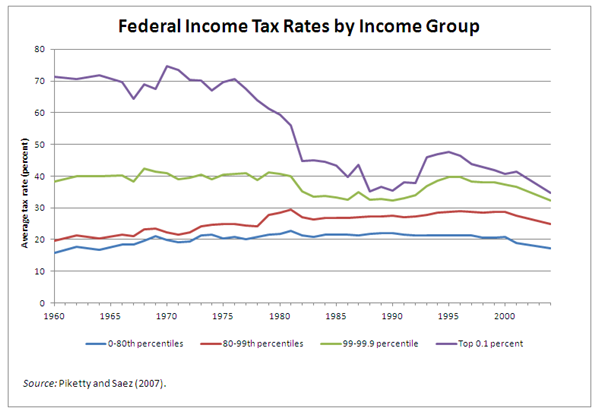 Federal Income Tax Rates by Income Group
80
70
60
50
40
30
20
10
0
Average tax rate (percent)
1960 1965 1970 1975 1980 1985 1990 1995 2000
0-80th percentiles 80-99th percentiles 99-99.9 percentile Top 0.1 percent
Source: Piketty and Saez (2007).